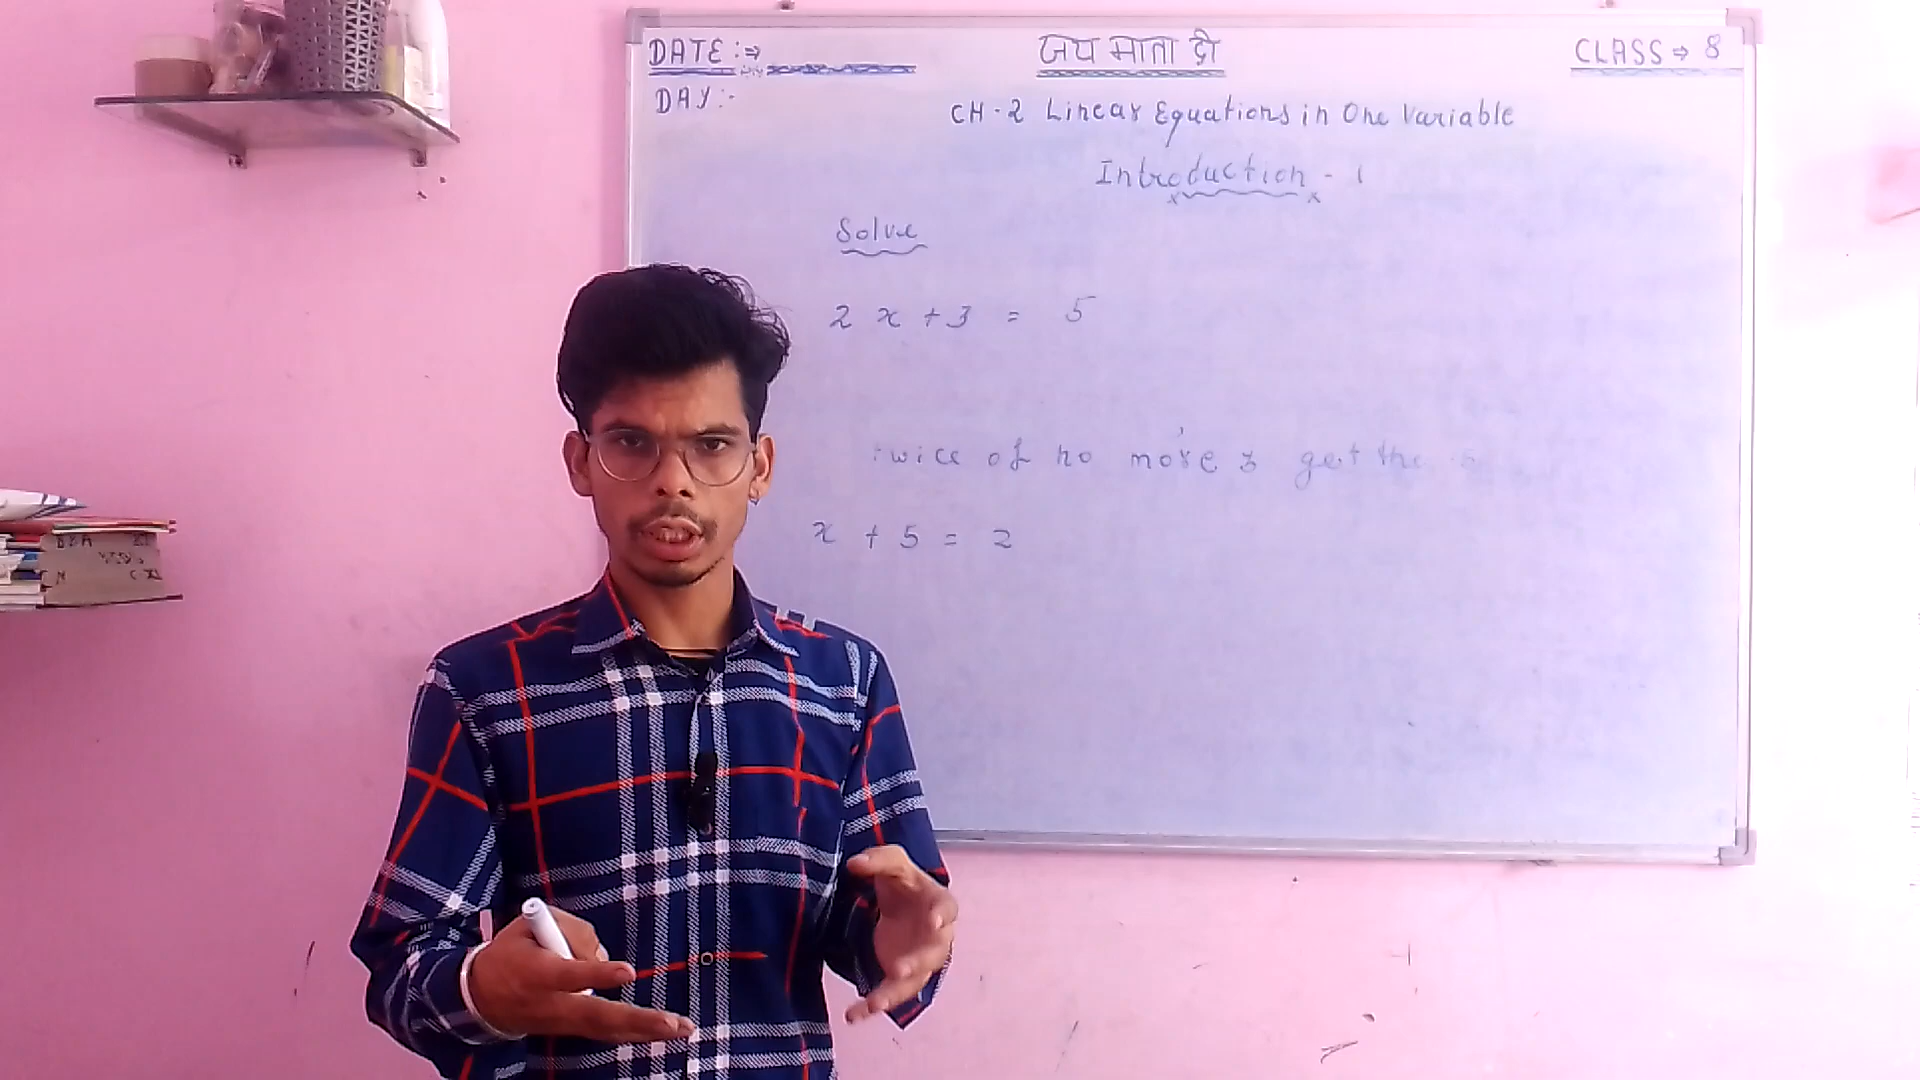 DATE :⇒ जय माता दी CLASS ⇒ 8
DAY :-
CH - 2 Linear Equations in One Variable
Introduction - 1
Solve
2 x + 3 = 5
twice of no more 3 get the
x + 5 = 2